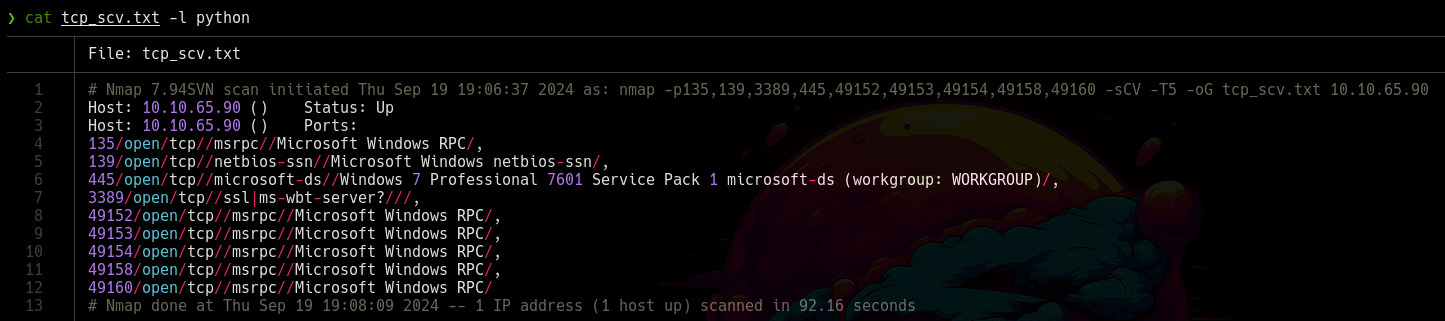 ❯ cat tcp_scv.txt -l python
File: tcp_scv.txt
1 # Nmap 7.94SVN scan initiated Thu Sep 19 19:06:37 2024 as: nmap -p135,139,3389,445,49152,49153,49154,49158,49160 -sCV -T5 -oG tcp_scv.txt 10.10.65.90
2 Host: 10.10.65.90 () Status: Up
3 Host: 10.10.65.90 () Ports:
4 135/open/tcp//msrpc//Microsoft Windows RPC/,
5 139/open/tcp//netbios-ssn//Microsoft Windows netbios-ssn/,
6 445/open/tcp//microsoft-ds//Windows 7 Professional 7601 Service Pack 1 microsoft-ds (workgroup: WORKGROUP)/,
7 3389/open/tcp//ssl|ms-wbt-server?///,
8 49152/open/tcp//msrpc//Microsoft Windows RPC/,
9 49153/open/tcp//msrpc//Microsoft Windows RPC/,
10 49154/open/tcp//msrpc//Microsoft Windows RPC/,
11 49158/open/tcp//msrpc//Microsoft Windows RPC/,
12 49160/open/tcp//msrpc//Microsoft Windows RPC/
13 # Nmap done at Thu Sep 19 19:08:09 2024 -- 1 IP address (1 host up) scanned in 92.16 seconds